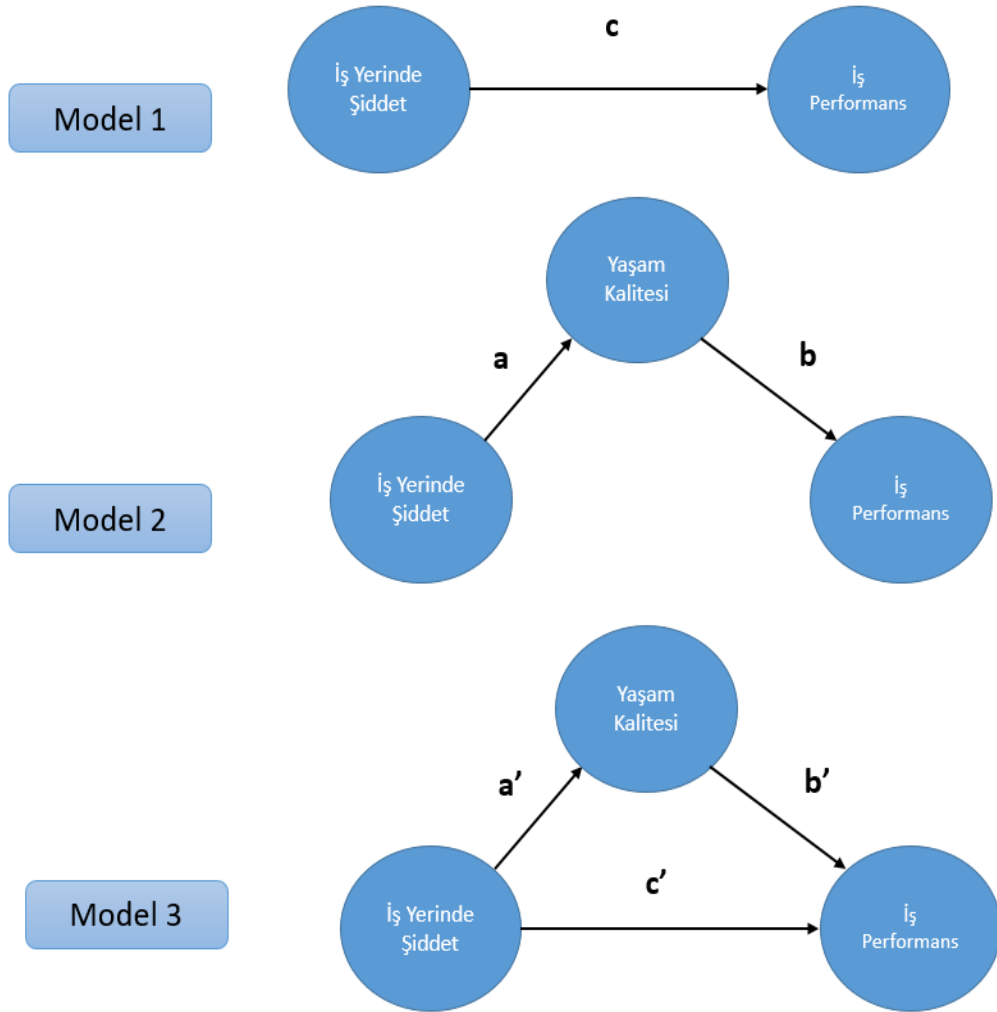 c
İş Yerinde
Şiddet
İş
Performans
Model 1
Yaşam
Kalitesi
a
b
İş Yerinde
Şiddet
İş
Performans
Model 2
Yaşam
Kalitesi
a’
b’
c’
İş Yerinde
Şiddet
İş
Performans
Model 3